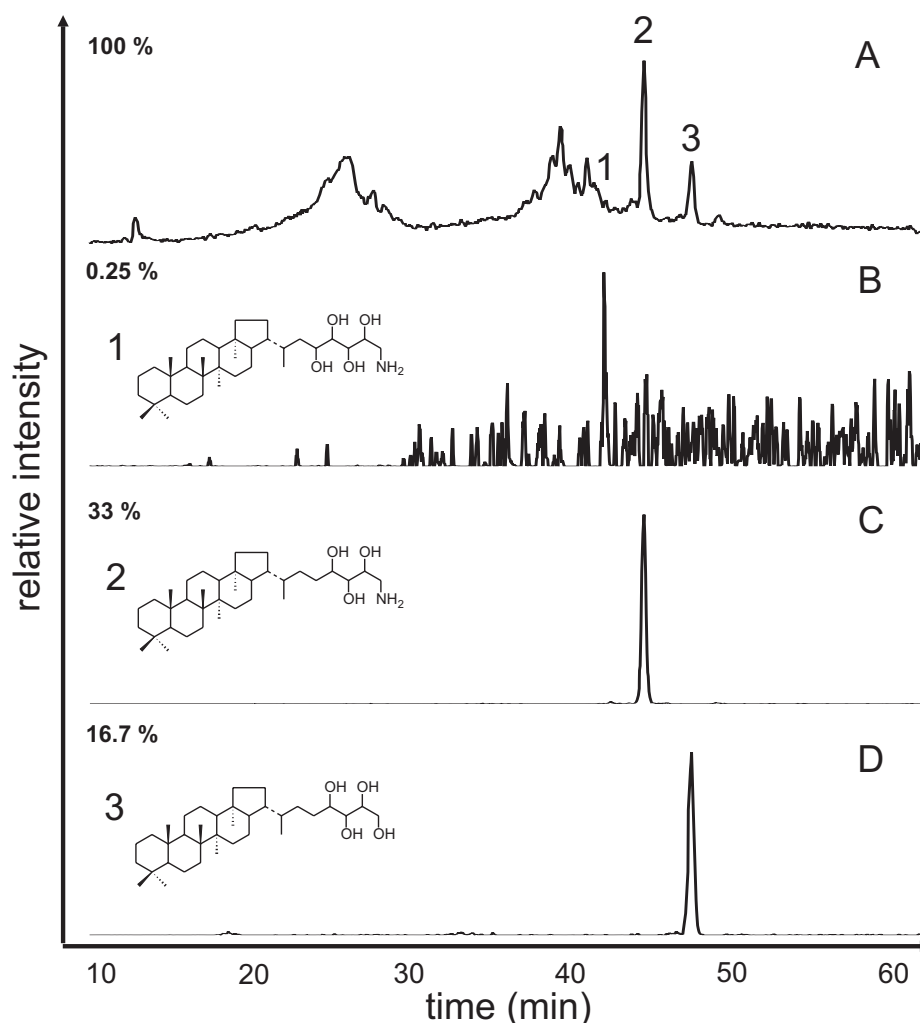 2
100 %
A
1
3
0.25 %
B
1
OH OH
OH OH NH2
33 %
C
2
OH OH
OH NH2
16.7 %
D
3
OH OH
OH OH
relative intensity
10 20 30 40 50 60
time (min)